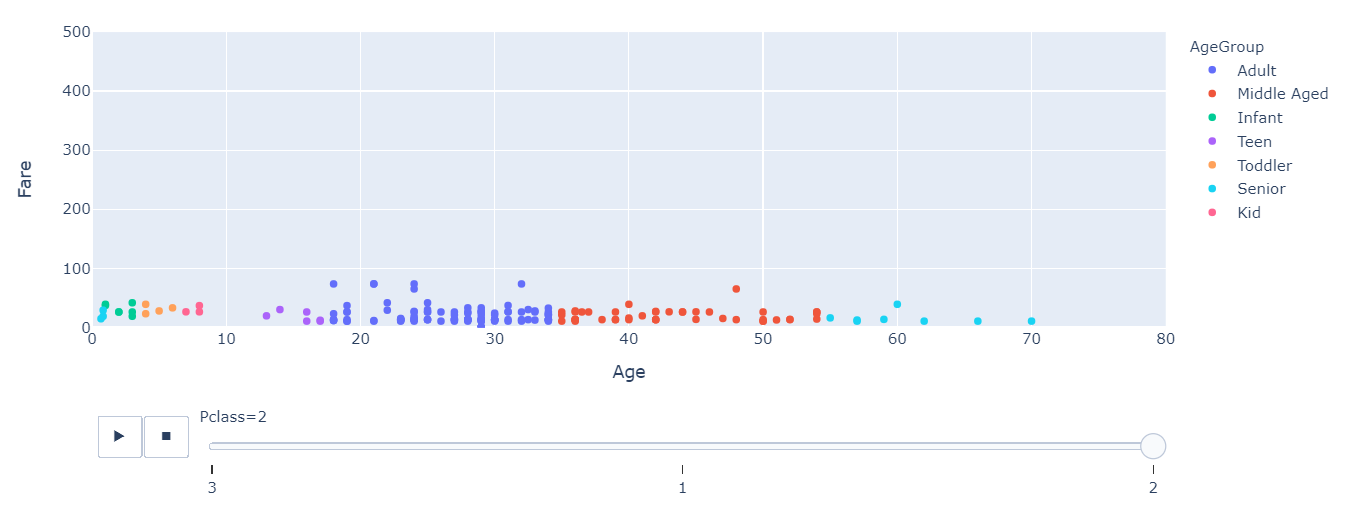 500
400
300
200
100
0
Fare
0 10 20 30 40 50 60 70 80
Age
AgeGroup
Adult
Middle Aged
Infant
Teen
Toddler
Senior
Kid
Pclass=2
3 1 2